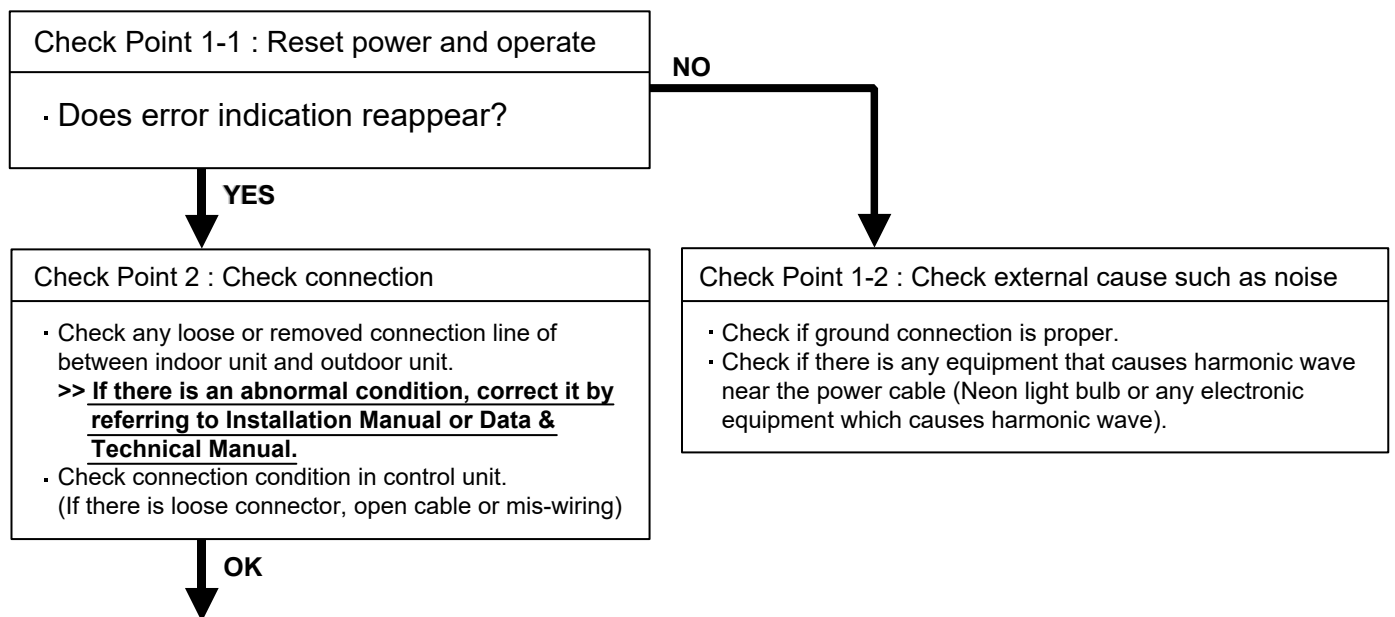 Check Point 1-1 : Reset power and operate
· Does error indication reappear?
NO
YES
Check Point 2 : Check connection
· Check any loose or removed connection line of
between indoor unit and outdoor unit.
>> If there is an abnormal condition, correct it by
referring to Installation Manual or Data &
Technical Manual.
· Check connection condition in control unit.
(If there is loose connector, open cable or mis-wiring)
OK
Check Point 1-2 : Check external cause such as noise
· Check if ground connection is proper.
· Check if there is any equipment that causes harmonic wave
near the power cable (Neon light bulb or any electronic
equipment which causes harmonic wave).